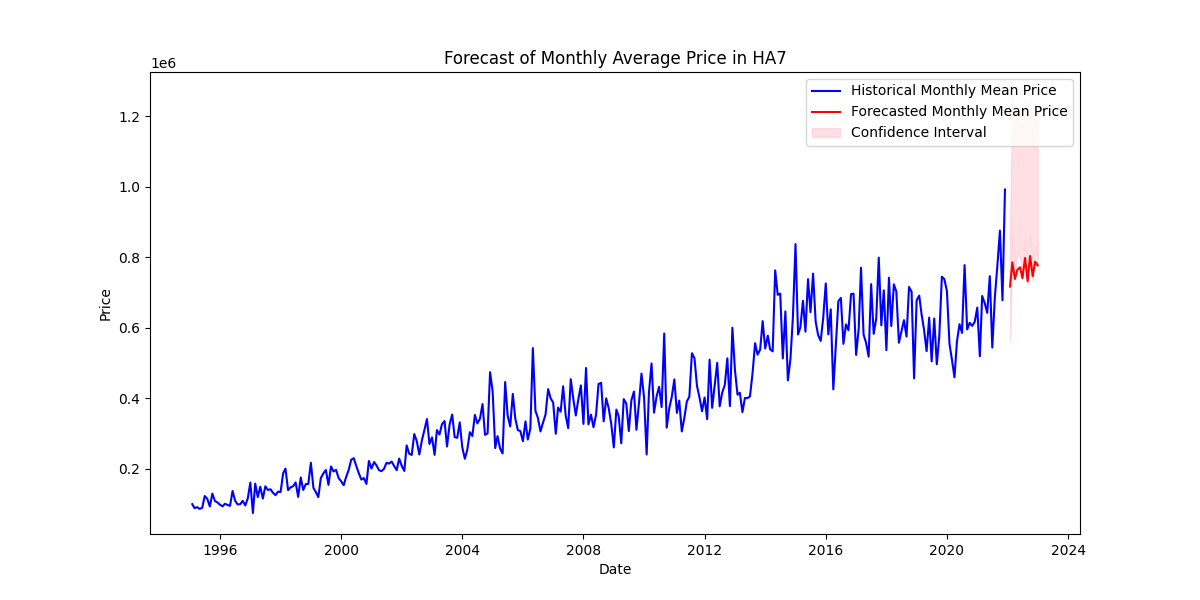 Forecast of Monthly Average Price in HA7
1e6
Historical Monthly Mean Price
Forecasted Monthly Mean Price
Confidence Interval
1.2
1.0
0.8
0.6
0.4
0.2
Price
1996 2000 2004 2008 2012 2016 2020 2024
Date